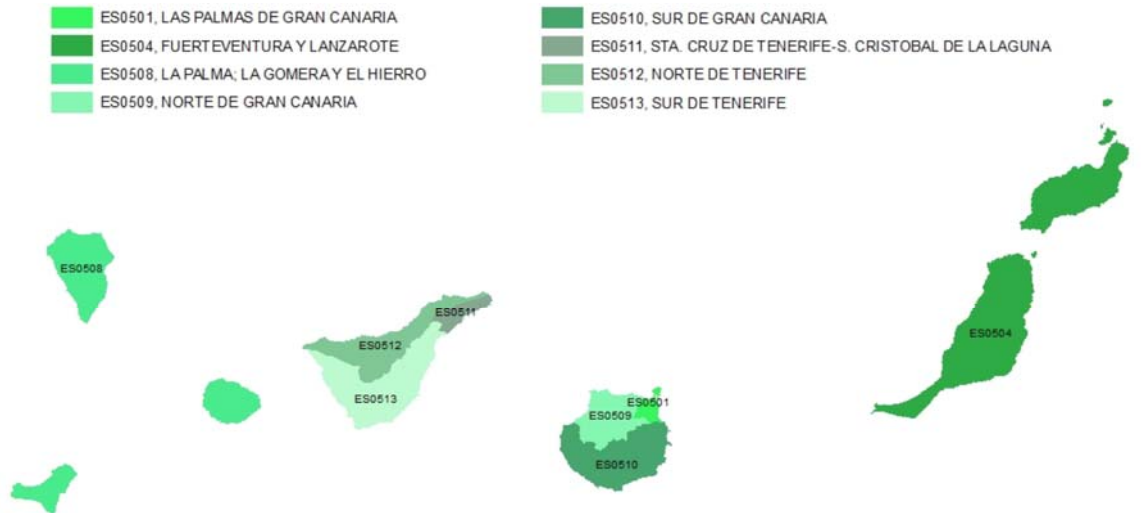 ES0501, LAS PALMAS DE GRAN CANARIA
ES0504, FUERTEVENTURA Y LANZAROTE
ES0508, LA PALMA; LA GOMERA Y EL HIERRO
ES0509, NORTE DE GRAN CANARIA
ES0510, SUR DE GRAN CANARIA
ES0511, STA. CRUZ DE TENERIFE-S. CRISTOBAL DE LA LAGUNA
ES0512, NORTE DE TENERIFE
ES0513, SUR DE TENERIFE
ES0508
ES0511
ES0512
ES0504
ES0513
ES0501
ES0509
ES0510